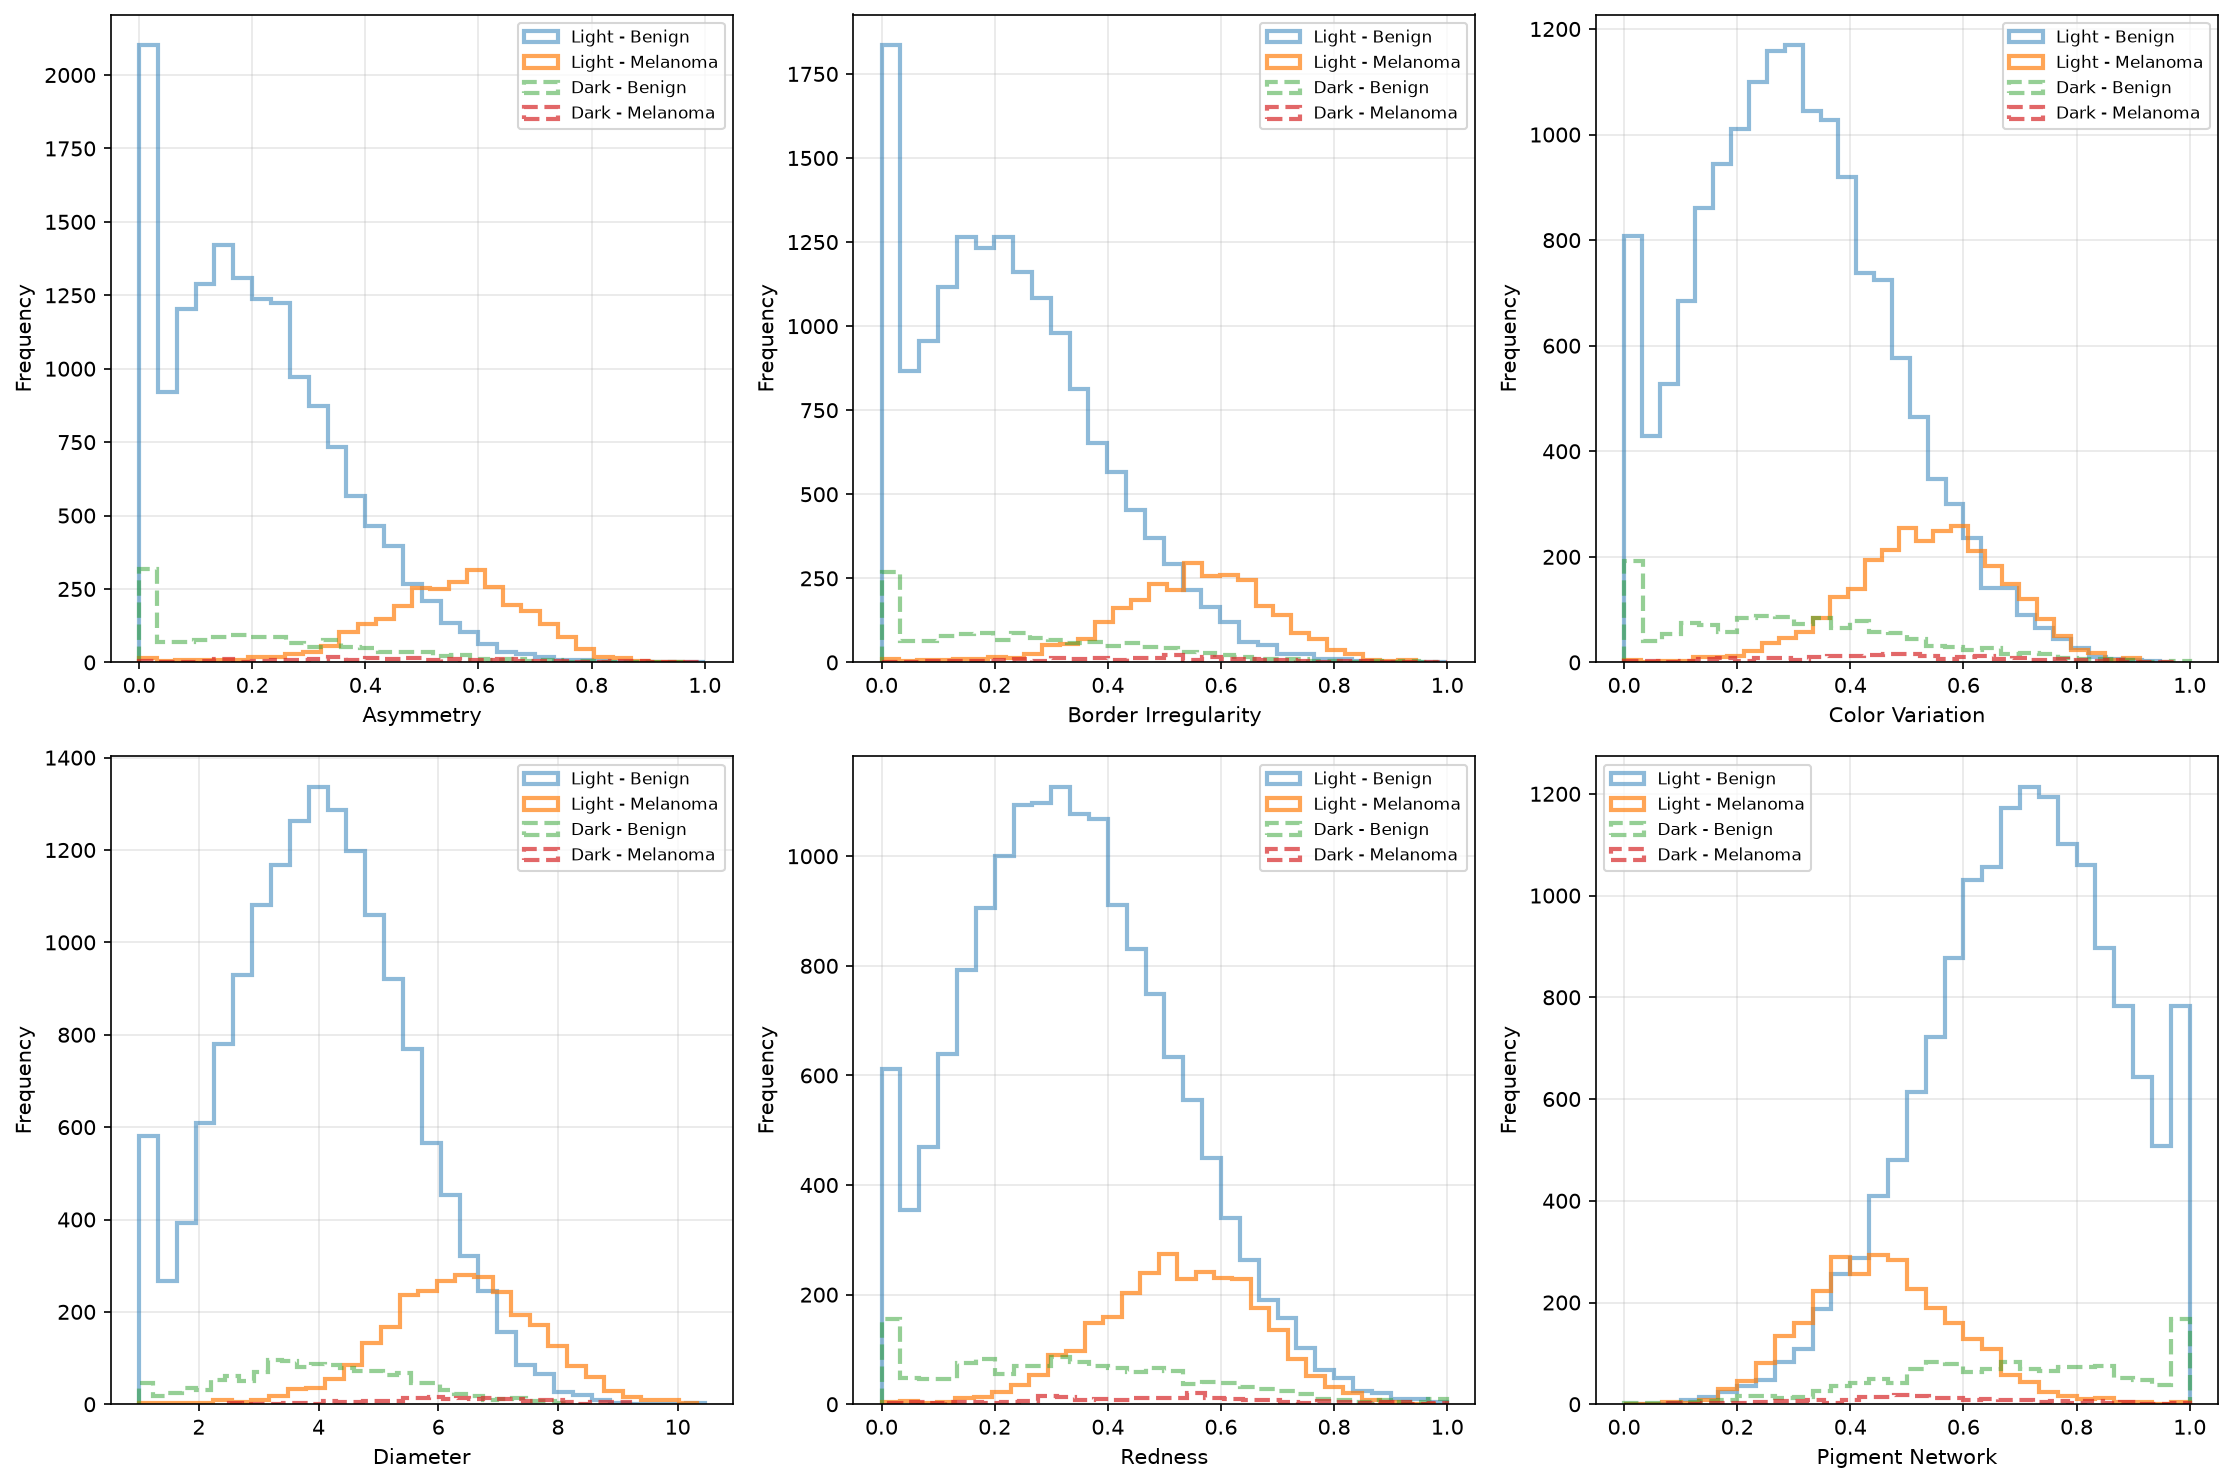 Frequency
2000
1750
1500
1250
1000
750
500
250
0
0.0 0.2 0.4 0.6 0.8 1.0
Asymmetry
Light - Benign
Light - Melanoma
Dark - Benign
Dark - Melanoma
Frequency
1750
1500
1250
1000
750
500
250
0
0.0 0.2 0.4 0.6 0.8 1.0
Border Irregularity
Light - Benign
Light - Melanoma
Dark - Benign
Dark - Melanoma
Frequency
1200
1000
800
600
400
200
0
0.0 0.2 0.4 0.6 0.8 1.0
Color Variation
Light - Benign
Light - Melanoma
Dark - Benign
Dark - Melanoma
Frequency
1400
1200
1000
800
600
400
200
0
2 4 6 8 10
Diameter
Light - Benign
Light - Melanoma
Dark - Benign
Dark - Melanoma
Frequency
1000
800
600
400
200
0
0.0 0.2 0.4 0.6 0.8 1.0
Redness
Light - Benign
Light - Melanoma
Dark - Benign
Dark - Melanoma
Frequency
1200
1000
800
600
400
200
0
0.0 0.2 0.4 0.6 0.8 1.0
Pigment Network
Light - Benign
Light - Melanoma
Dark - Benign
Dark - Melanoma